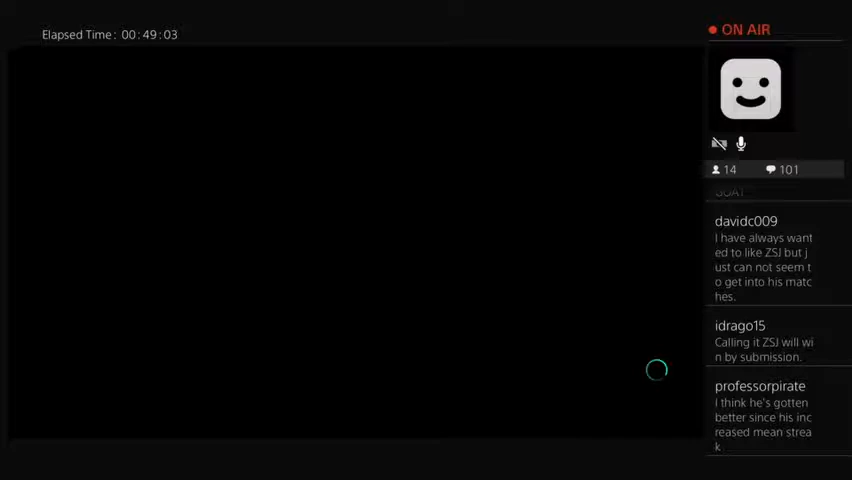 Elapsed Time: 00:49:03
ON AIR
14 101
davidc009
I have always want
ed to like ZSJ but j
ust can not seem t
o get into his matc
hes.
idrago15
Calling it ZSJ will wi
n by submission.
professorpirate
I think he's gotten
better since his inc
reased mean strea
k.